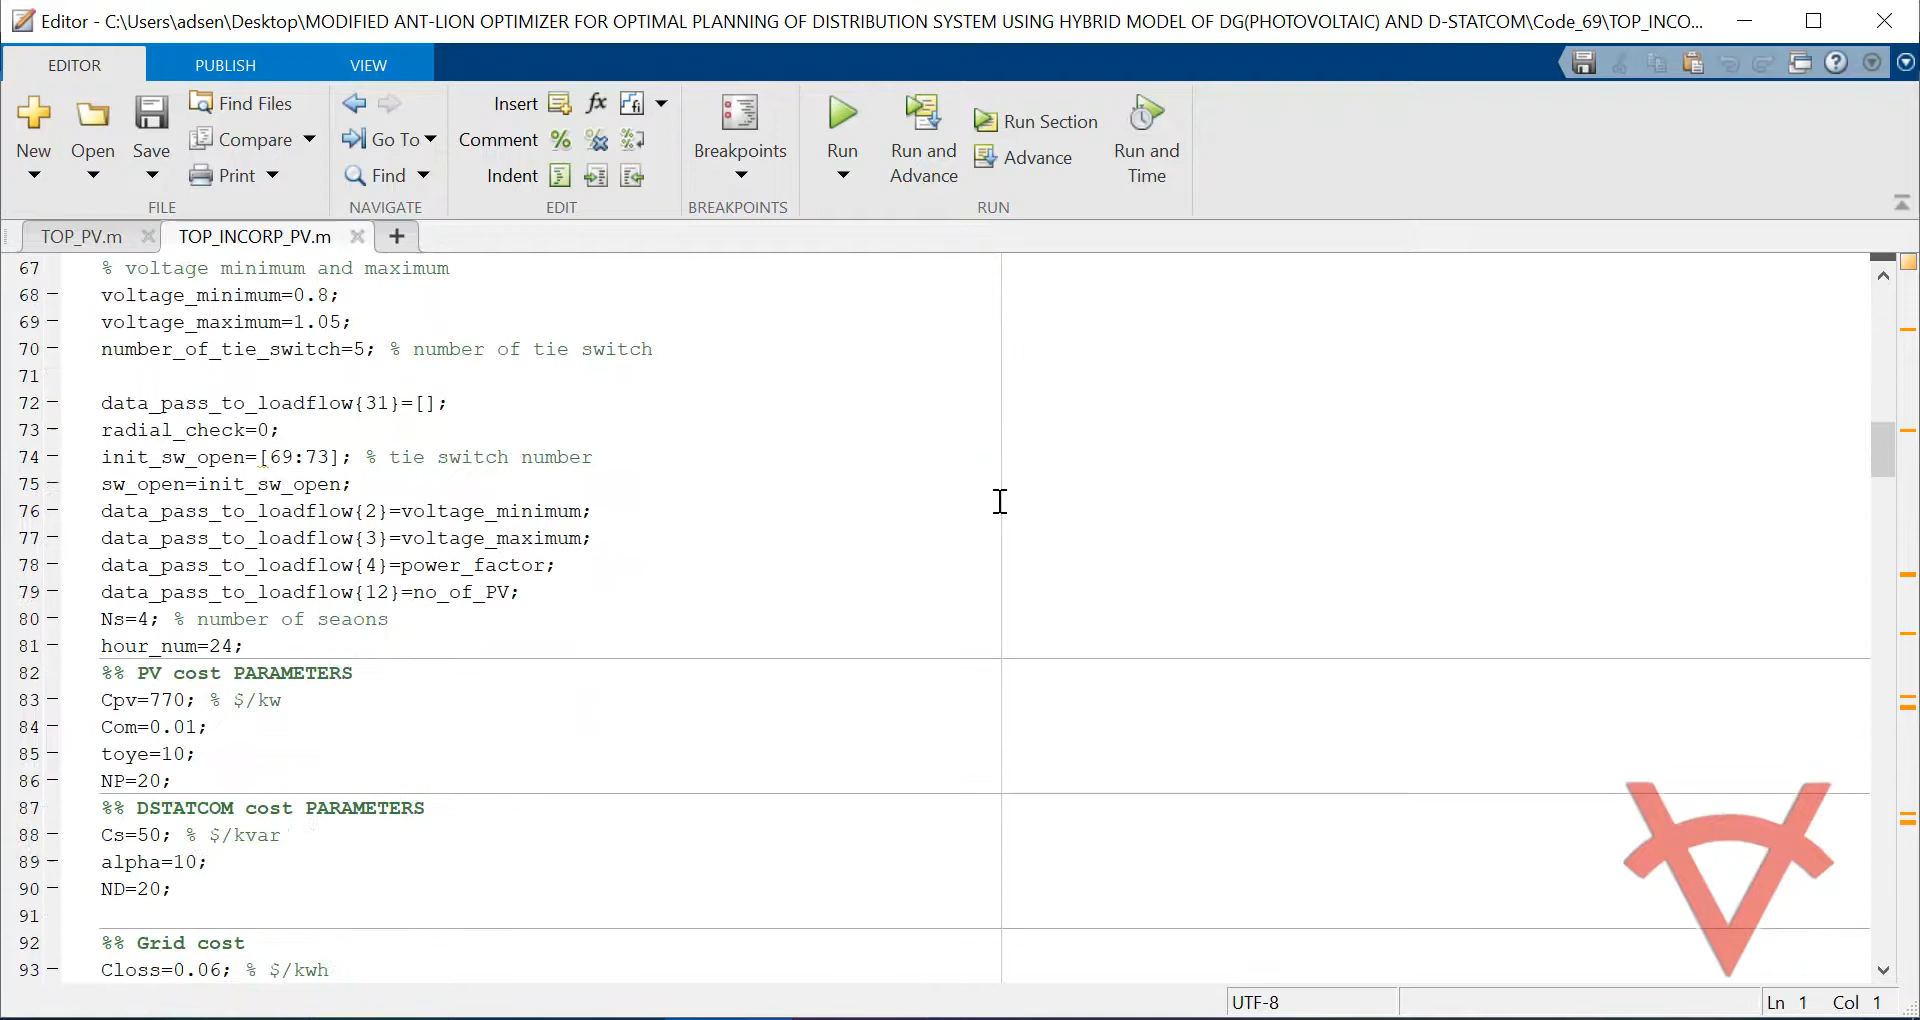 Editor - C:\Users\adsen\Desktop\MODIFIED ANT-LION OPTIMIZER FOR OPTIMAL PLANNING OF DISTRIBUTION SYSTEM USING HYBRID MODEL OF DG(PHOTOVOLTAIC) AND D-STATCOM\Code_69\TOP_INCO...
EDITOR PUBLISH VIEW
New Open Save Find Files Compare Print
FILE
Go To Find
NAVIGATE
Insert fx
Comment
Indent
EDIT
Breakpoints
BREAKPOINTS
Run Run and Advance Run Section Advance Run and Time
RUN
TOP_PV.m TOP_INCORP_PV.m
67 % voltage minimum and maximum
68 voltage_minimum=0.8;
69 voltage_maximum=1.05;
70 number_of_tie_switch=5; % number of tie switch
71
72 data_pass_to_loadflow{31}=[];
73 radial_check=0;
74 init_sw_open=[69:73]; % tie switch number
75 sw_open=init_sw_open;
76 data_pass_to_loadflow{2}=voltage_minimum;
77 data_pass_to_loadflow{3}=voltage_maximum;
78 data_pass_to_loadflow{4}=power_factor;
79 data_pass_to_loadflow{12}=no_of_PV;
80 Ns=4; % number of seaons
81 hour_num=24;
82 %% PV cost PARAMETERS
83 Cpv=770; % $/kw
84 Com=0.01;
85 toye=10;
86 NP=20;
87 %% DSTATCOM cost PARAMETERS
88 Cs=50; % $/kvar
89 alpha=10;
90 ND=20;
91
92 %% Grid cost
93 Closs=0.06; % $/kwh
UTF-8 Ln 1 Col 1